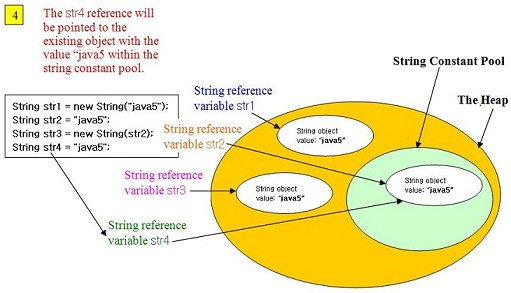 4
The str4 reference will
be pointed to the
existing object with the
value “java5 within the
string constant pool.
String Constant Pool
The Heap
String str1 = new String("java5");
String str2 = "java5";
String str3 = new String(str2);
String str4 = "java5";
String reference
variable str1
String reference
variable str2
String reference
variable str3
String reference
variable str4
String object
value: “java5”
String object
value: “java5”
String object
value: “java5”